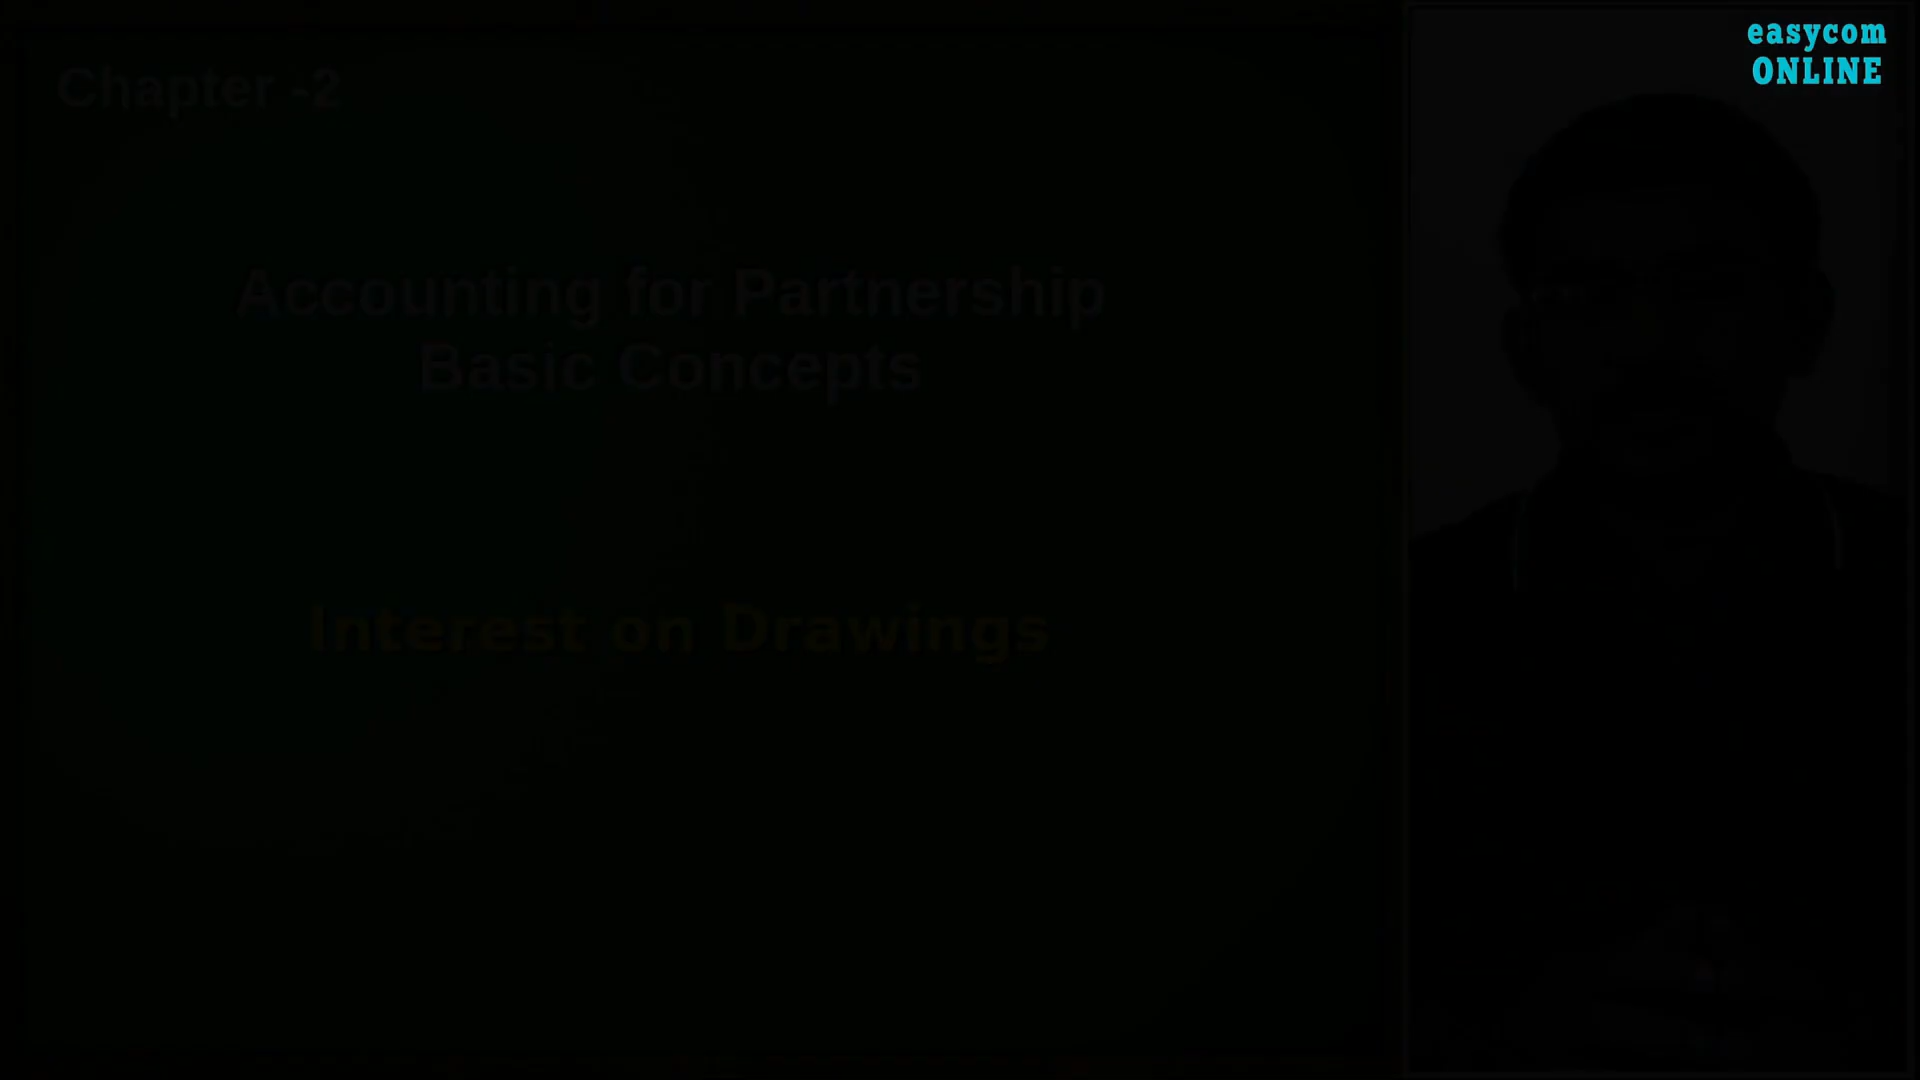 easycom
ONLINE
Chapter -2
Accounting for Partnership
Basic Concepts
Interest on Drawings